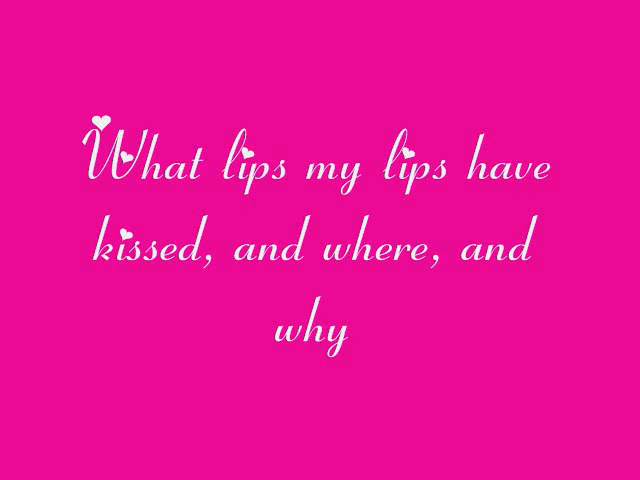 What lips my lips have
kissed, and where, and
why